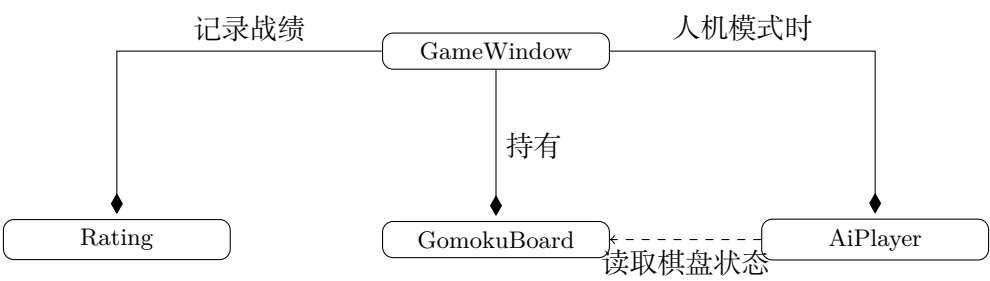 记录战绩
人机模式时
GameWindow
持有
Rating
GomokuBoard
AiPlayer
读取棋盘状态